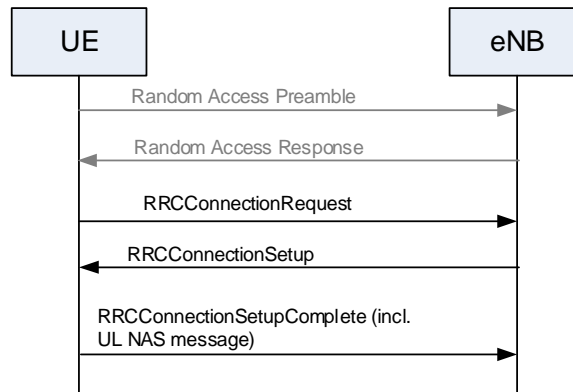 UE
eNB
Random Access Preamble
Random Access Response
RRCConnectionRequest
RRCConnectionSetup
RRCConnectionSetupComplete (incl.
UL NAS message)